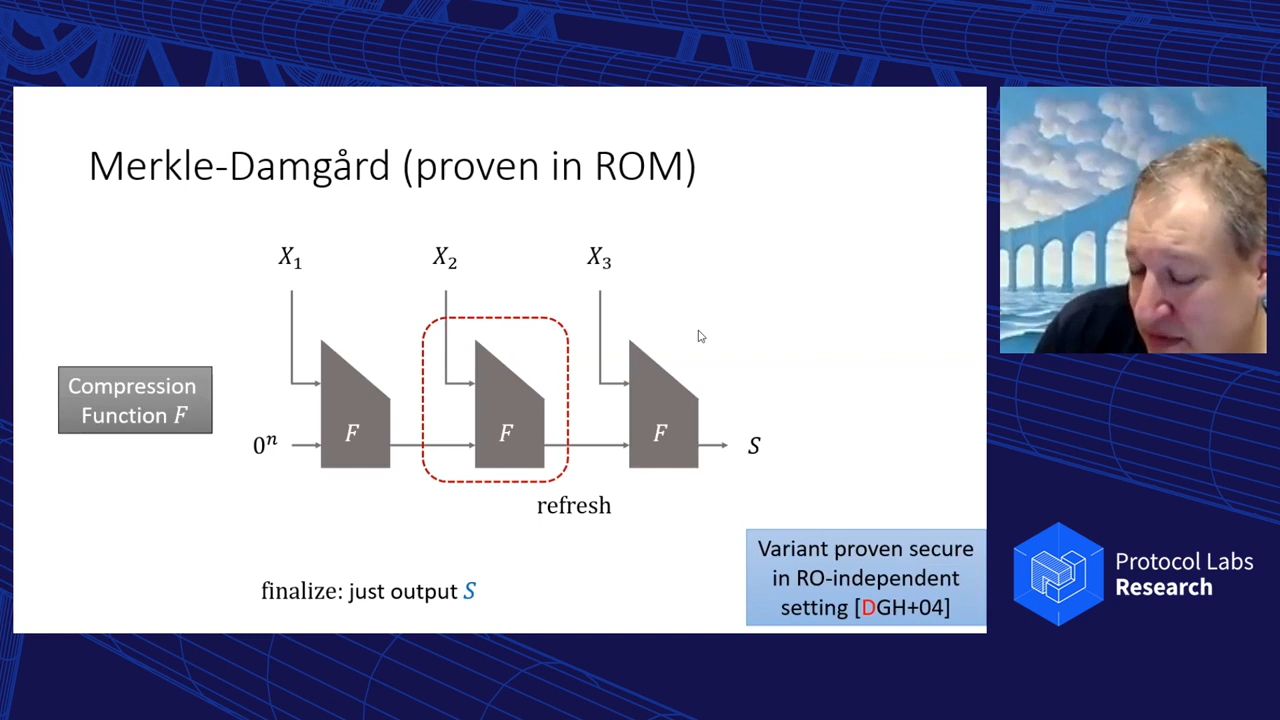 Merkle-Damgård (proven in ROM)
X₁ X₂ X₃
Compression
Function F
0ⁿ F F F S
refresh
finalize: just output S
Variant proven secure
in RO-independent
setting [DGH+04]
Protocol Labs
Research